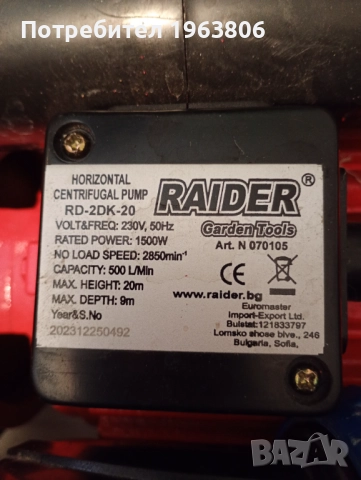 Потребител 1963806
HORIZONTAL
CENTRIFUGAL PUMP
RD-2DK-20
VOLT&FREQ: 230V, 50Hz
RATED POWER: 1500W
NO LOAD SPEED: 2850min⁻¹
CAPACITY: 500 L/Min
MAX. HEIGHT: 20m
MAX. DEPTH: 9m
Year&S.No
202312250492
RAIDER®
Garden Tools
Art. N 070105
CE
www.raider.bg
Euromaster
Import-Export Ltd.
Bulstat:121833797
Lomsko shose blve., 246
Bulgaria, Sofia,
BAZAR